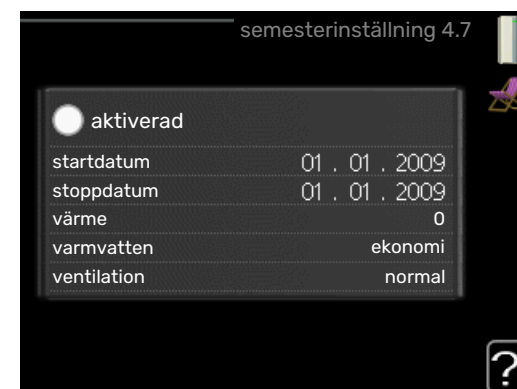 semesterinställning 4.7
aktiverad
startdatum 01 . 01 . 2009
stoppdatum 01 . 01 . 2009
värme 0
varmvatten ekonomi
ventilation normal
?